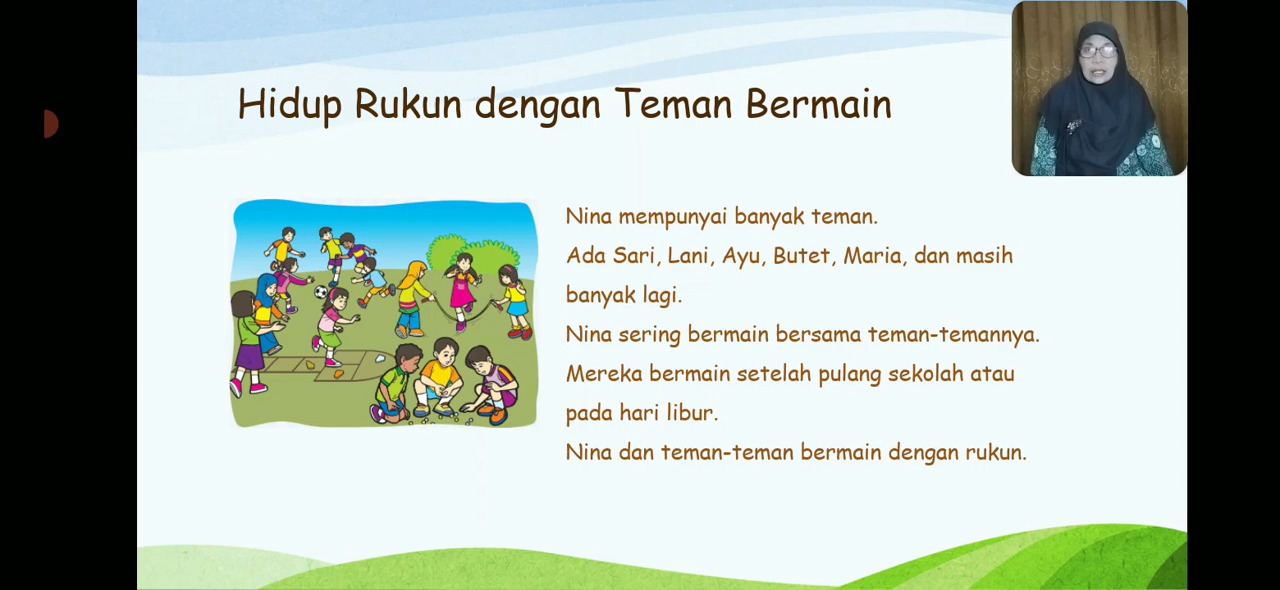 Hidup Rukun dengan Teman Bermain
Nina mempunyai banyak teman.
Ada Sari, Lani, Ayu, Butet, Maria, dan masih
banyak lagi.
Nina sering bermain bersama teman-temannya.
Mereka bermain setelah pulang sekolah atau
pada hari libur.
Nina dan teman-teman bermain dengan rukun.